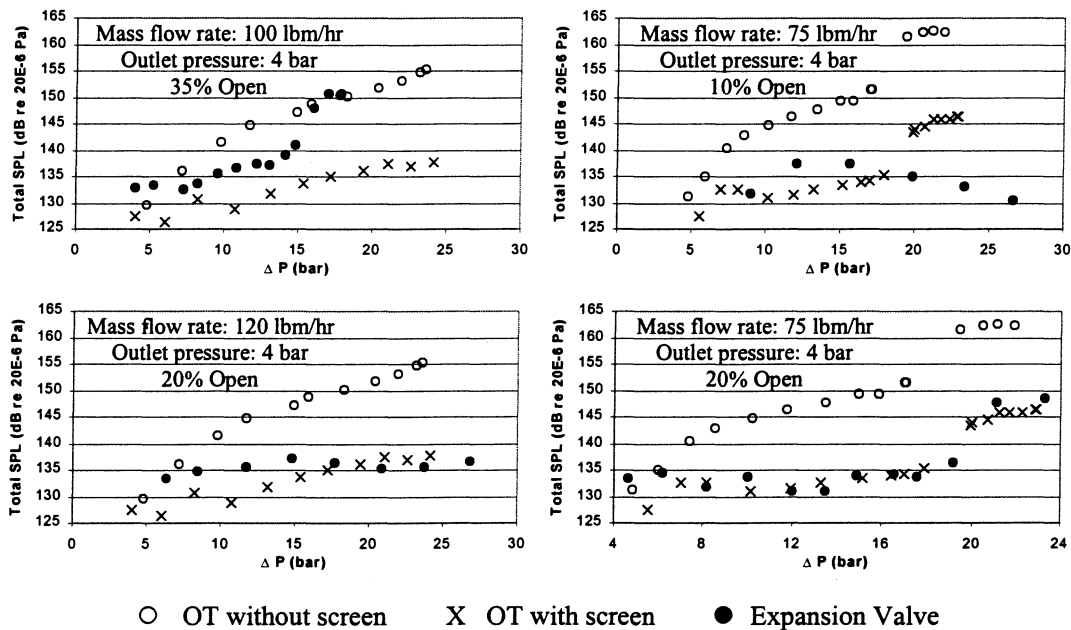 Total SPL (dB re 20E-6 Pa)
165
160
155
150
145
140
135
130
125
Mass flow rate: 100 lbm/hr
Outlet pressure: 4 bar
35% Open
0 5 10 15 20 25 30
Δ P (bar)
Total SPL (dB re 20E-6 Pa)
165
160
155
150
145
140
135
130
125
Mass flow rate: 75 lbm/hr
Outlet pressure: 4 bar
10% Open
0 5 10 15 20 25 30
Δ P (bar)
Total SPL (dB re 20E-6 Pa)
165
160
155
150
145
140
135
130
125
Mass flow rate: 120 lbm/hr
Outlet pressure: 4 bar
20% Open
0 5 10 15 20 25 30
Δ P (bar)
Total SPL (dB re 20E-6 Pa)
165
160
155
150
145
140
135
130
125
Mass flow rate: 75 lbm/hr
Outlet pressure: 4 bar
20% Open
4 8 12 16 20 24
Δ P (bar)
OT without screen X OT with screen Expansion Valve